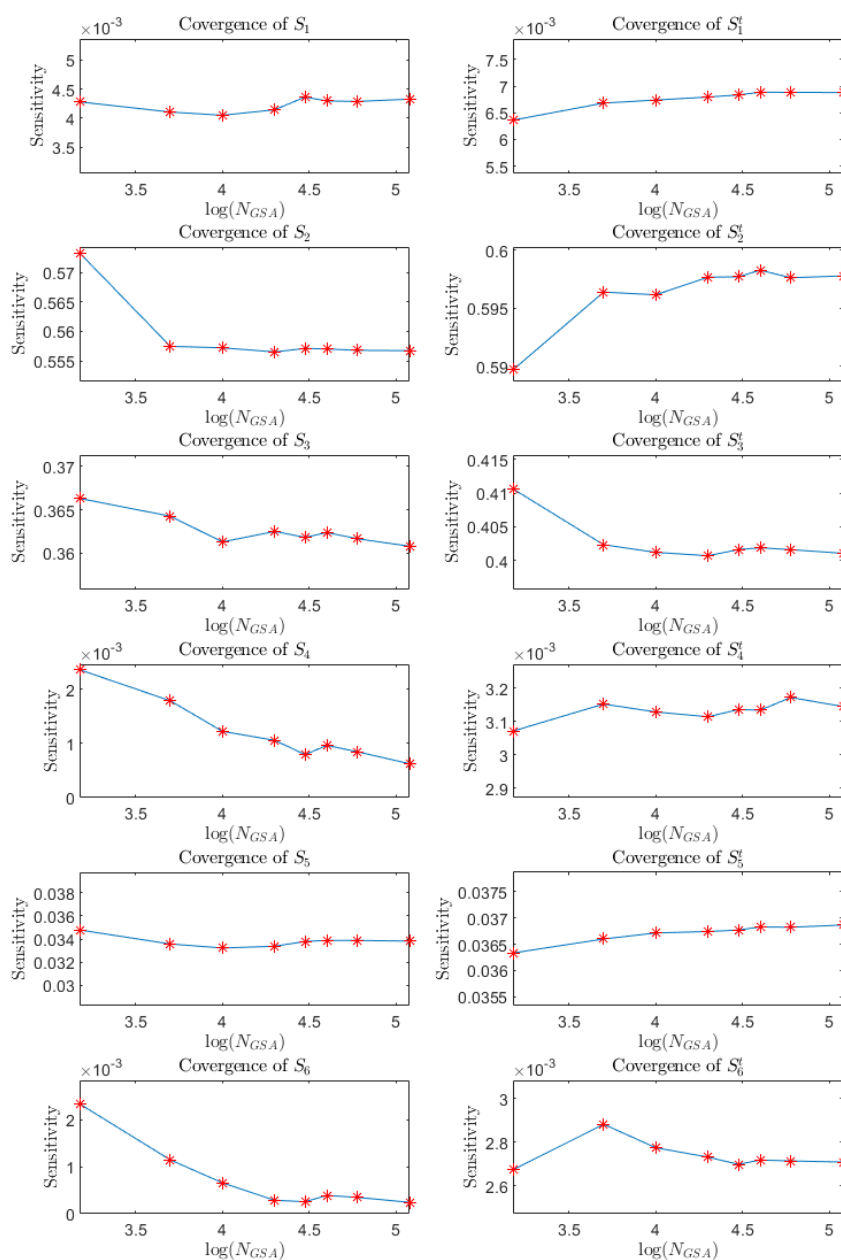 ×10⁻³ Covergence of S₁
5
4.5
4
3.5
Sensitivity
3.5 4 4.5 5
log(N_GSA)
×10⁻³ Covergence of S₁ᵗ
7.5
7
6.5
6
5.5
Sensitivity
3.5 4 4.5 5
log(N_GSA)
Covergence of S₂
0.57
0.565
0.56
0.555
Sensitivity
3.5 4 4.5 5
log(N_GSA)
Covergence of S₂ᵗ
0.6
0.595
0.59
Sensitivity
3.5 4 4.5 5
log(N_GSA)
Covergence of S₃
0.37
0.365
0.36
Sensitivity
3.5 4 4.5 5
log(N_GSA)
Covergence of S₃ᵗ
0.415
0.41
0.405
0.4
Sensitivity
3.5 4 4.5 5
log(N_GSA)
×10⁻³ Covergence of S₄
2
1
0
Sensitivity
3.5 4 4.5 5
log(N_GSA)
×10⁻³ Covergence of S₄ᵗ
3.2
3.1
3
2.9
Sensitivity
3.5 4 4.5 5
log(N_GSA)
Covergence of S₅
0.038
0.036
0.034
0.032
0.03
Sensitivity
3.5 4 4.5 5
log(N_GSA)
Covergence of S₅ᵗ
0.0375
0.037
0.0365
0.036
0.0355
Sensitivity
3.5 4 4.5 5
log(N_GSA)
×10⁻³ Covergence of S₆
2
1
0
Sensitivity
3.5 4 4.5 5
log(N_GSA)
×10⁻³ Covergence of S₆ᵗ
3
2.8
2.6
Sensitivity
3.5 4 4.5 5
log(N_GSA)